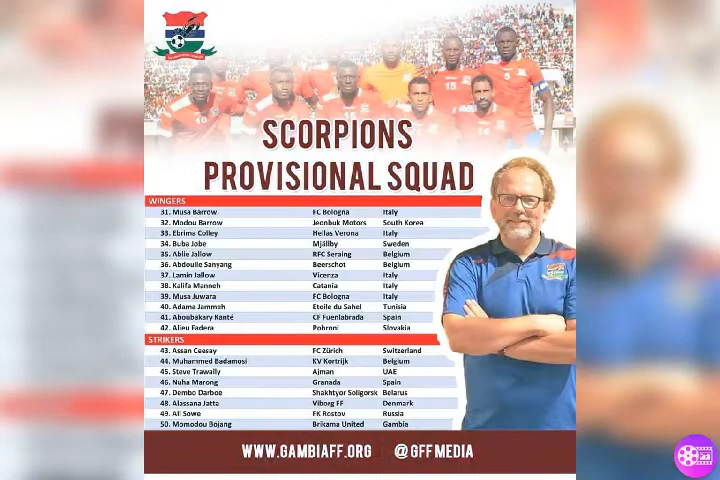 SCORPIONS
PROVISIONAL SQUAD
WINGERS
31. Musa Barrow FC Bologna Italy
32. Modou Barrow Jeonbuk Motors South Korea
33. Ebrima Colley Hellas Verona Italy
34. Buba Jobe Mjällby Sweden
35. Ablie Jallow RFC Seraing Belgium
36. Abdoulie Sanyang Beerschot Belgium
37. Lamin Jallow Vicenza Italy
38. Kalifa Manneh Catania Italy
39. Musa Juwara FC Bologna Italy
40. Adama Jammeh Etoile du Sahel Tunisia
41. Aboubakary Kanté CF Fuenlabrada Spain
42. Alieu Fadera Pohroni Slovakia
STRIKERS
43. Assan Ceesay FC Zürich Switzerland
44. Muhammed Badamosi KV Kortrijk Belgium
45. Steve Trawally Ajman UAE
46. Nuha Marong Granada Spain
47. Dembo Darboe Shakhtyor Soligorsk Belarus
48. Alassana Jatta Viborg FF Denmark
49. Ali Sowe FK Rostov Russia
50. Momodou Bojang Brikama United Gambia
WWW.GAMBIAFF.ORG @GFFMEDIA